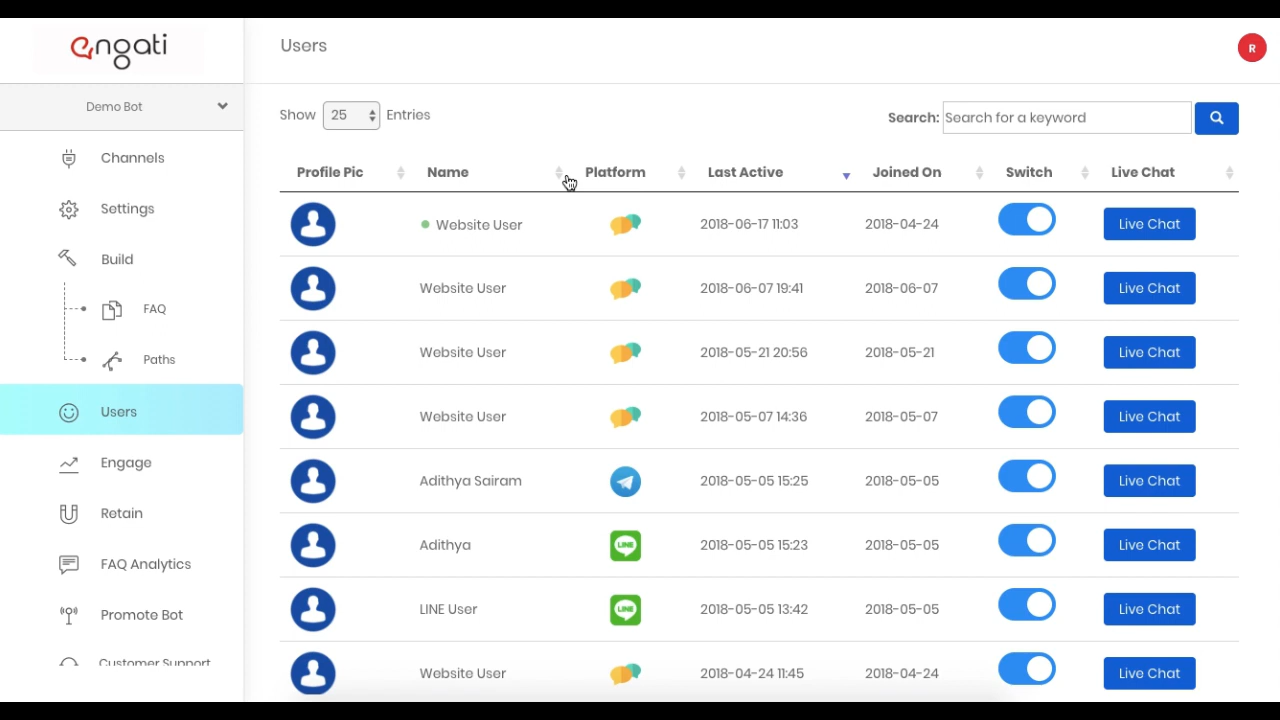 engati
Users
R
Demo Bot
Show 25 Entries
Search: Search for a keyword
Channels
Settings
Build
FAQ
Paths
Users
Engage
Retain
FAQ Analytics
Promote Bot
Customer Support
Profile Pic Name Platform Last Active Joined On Switch Live Chat
Website User 2018-06-17 11:03 2018-04-24 Live Chat
Website User 2018-06-07 19:41 2018-06-07 Live Chat
Website User 2018-05-21 20:56 2018-05-21 Live Chat
Website User 2018-05-07 14:36 2018-05-07 Live Chat
Adithya Sairam 2018-05-05 15:25 2018-05-05 Live Chat
Adithya LINE 2018-05-05 15:23 2018-05-05 Live Chat
LINE User LINE 2018-05-05 13:42 2018-05-05 Live Chat
Website User 2018-04-24 11:45 2018-04-24 Live Chat